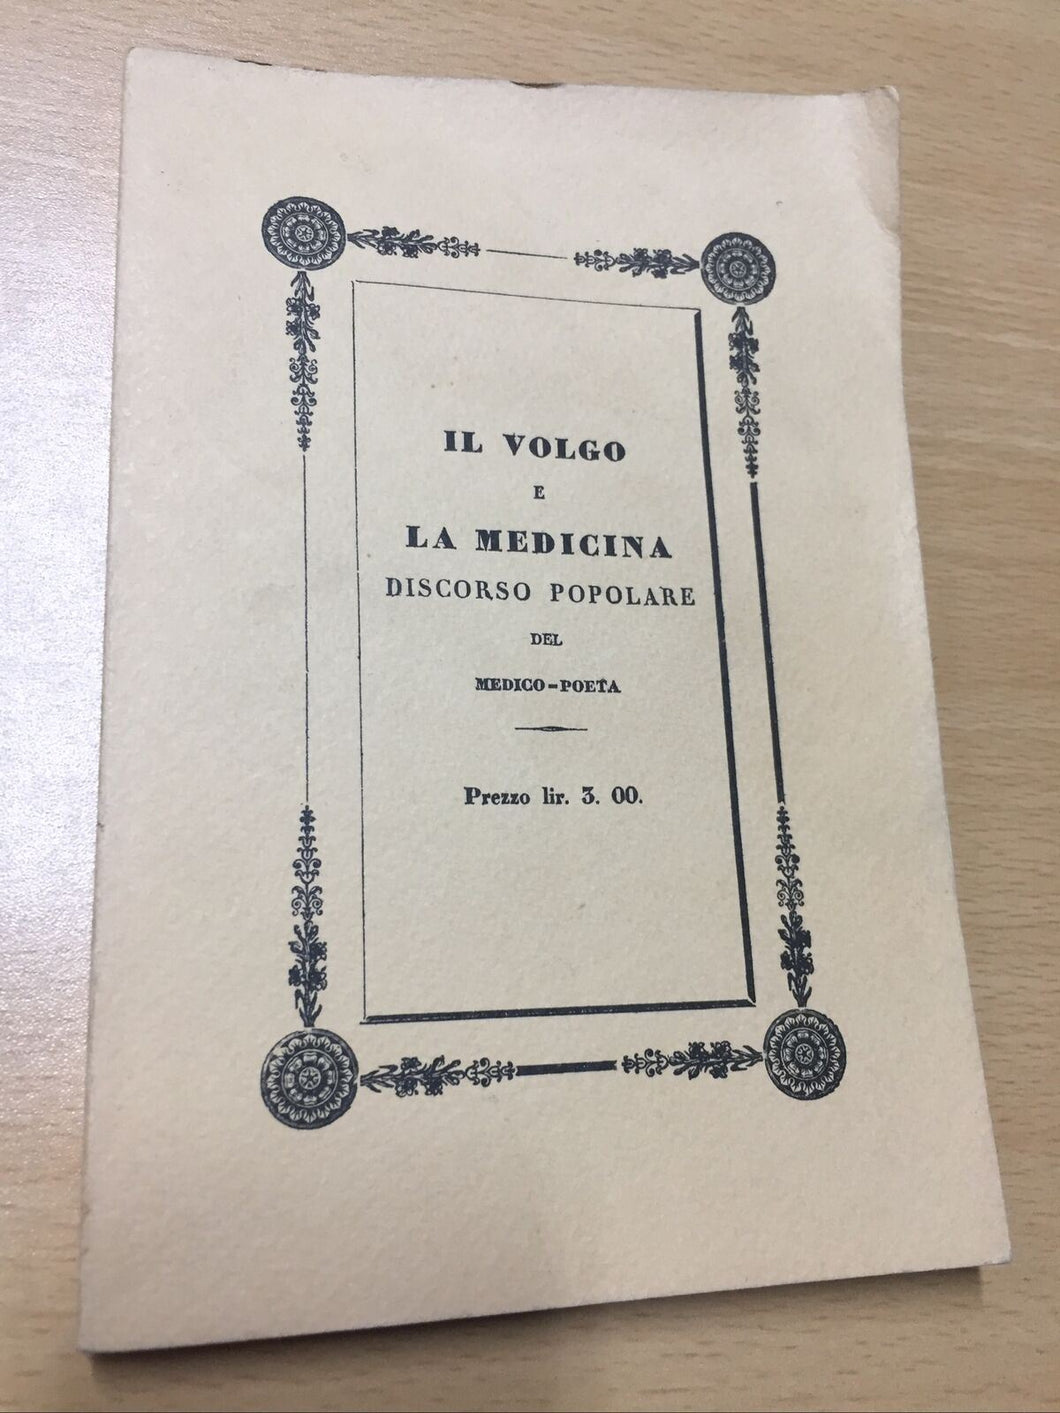 IL VOLGO
E
LA MEDICINA
DISCORSO POPOLARE
DEL
MEDICO-POETA
Prezzo lir. 3. 00.